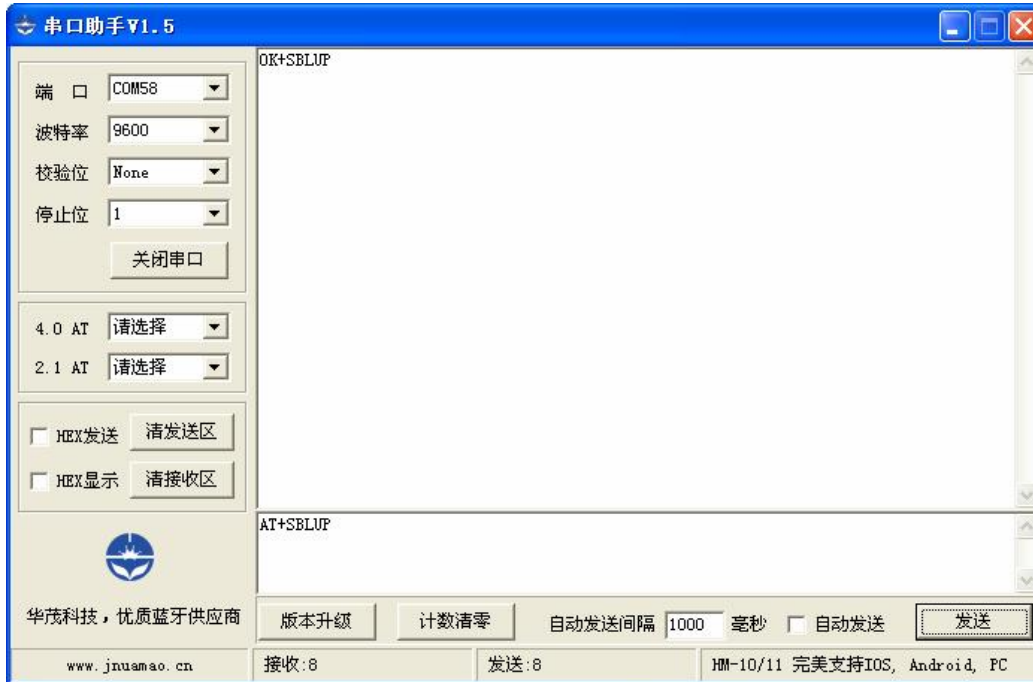 串口助手V1.5
端 口 COM58
波特率 9600
校验位 None
停止位 1
关闭串口
4.0 AT 请选择
2.1 AT 请选择
HEX发送 清发送区
HEX显示 清接收区
华茂科技，优质蓝牙供应商
OK+SBLUP
AT+SBLUP
版本升级 计数清零 自动发送间隔 1000 毫秒 自动发送 发送
www.jnuamao.cn 接收:8 发送:8 HM-10/11 完美支持IOS, Android, PC